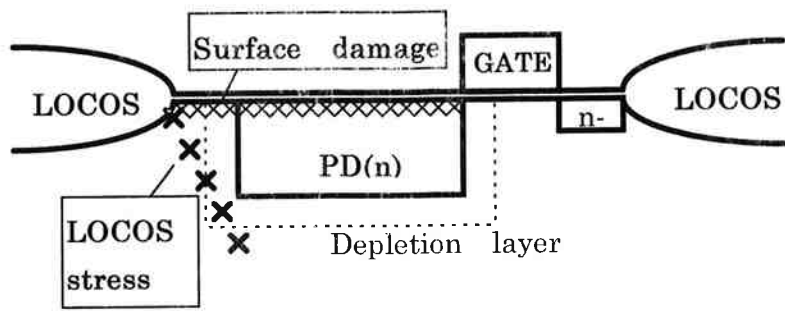 Surface damage
GATE
LOCOS
LOCOS
n-
PD(n)
LOCOS
stress
Depletion layer